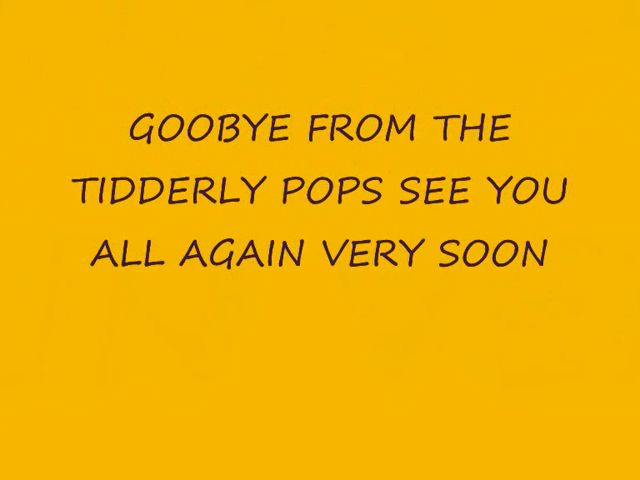 GOOBYE FROM THE
TIDDERLY POPS SEE YOU
ALL AGAIN VERY SOON